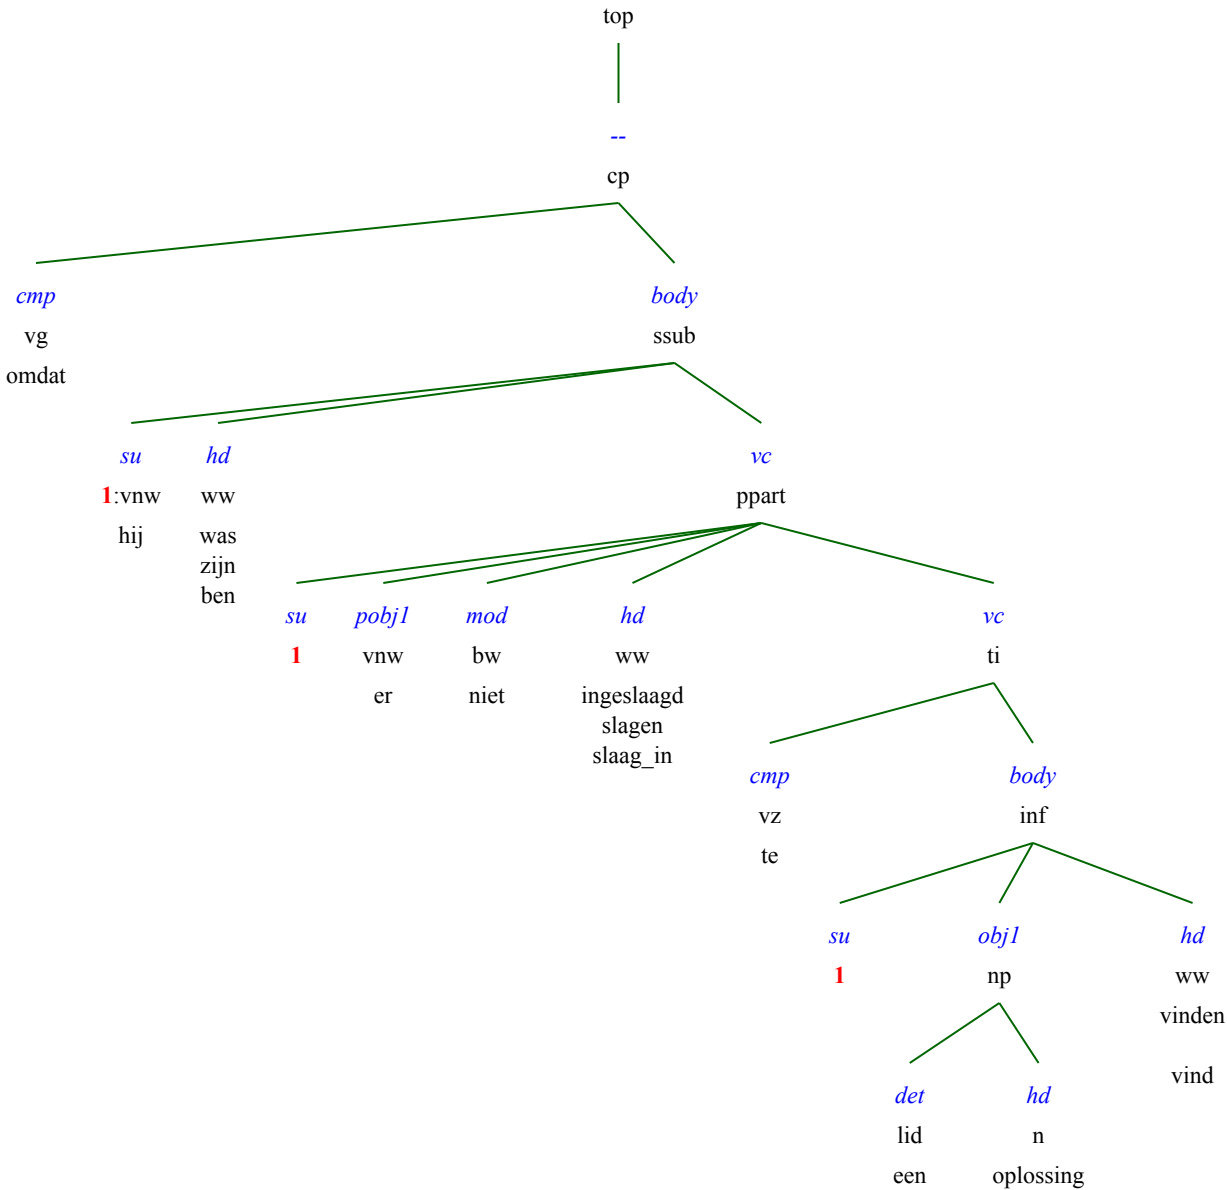 top
--
cp
cmp body
vg ssub
omdat
su hd vc
1:vnw ww ppart
hij was
zijn
ben
su pobj1 mod hd vc
1 vnw bw ww ti
er niet ingeslaagd
slagen
slaag_in
cmp body
vz inf
te
su obj1 hd
1 np ww
vinden
vind
det hd
lid n
een oplossing